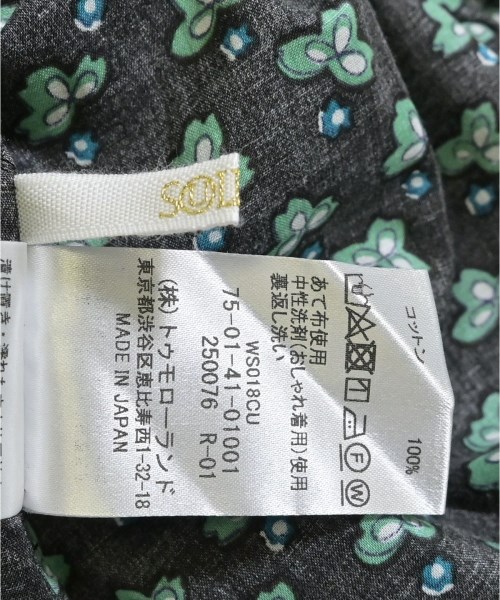 SOL
コットン 100%
あて布使用
中性洗剤(おしゃれ着用)使用
裏返し洗い
WS018CU
75-01-41-01001
250076 R-01
(株)トゥモローランド
東京都渋谷区恵比寿西1-32-18
MADE IN JAPAN